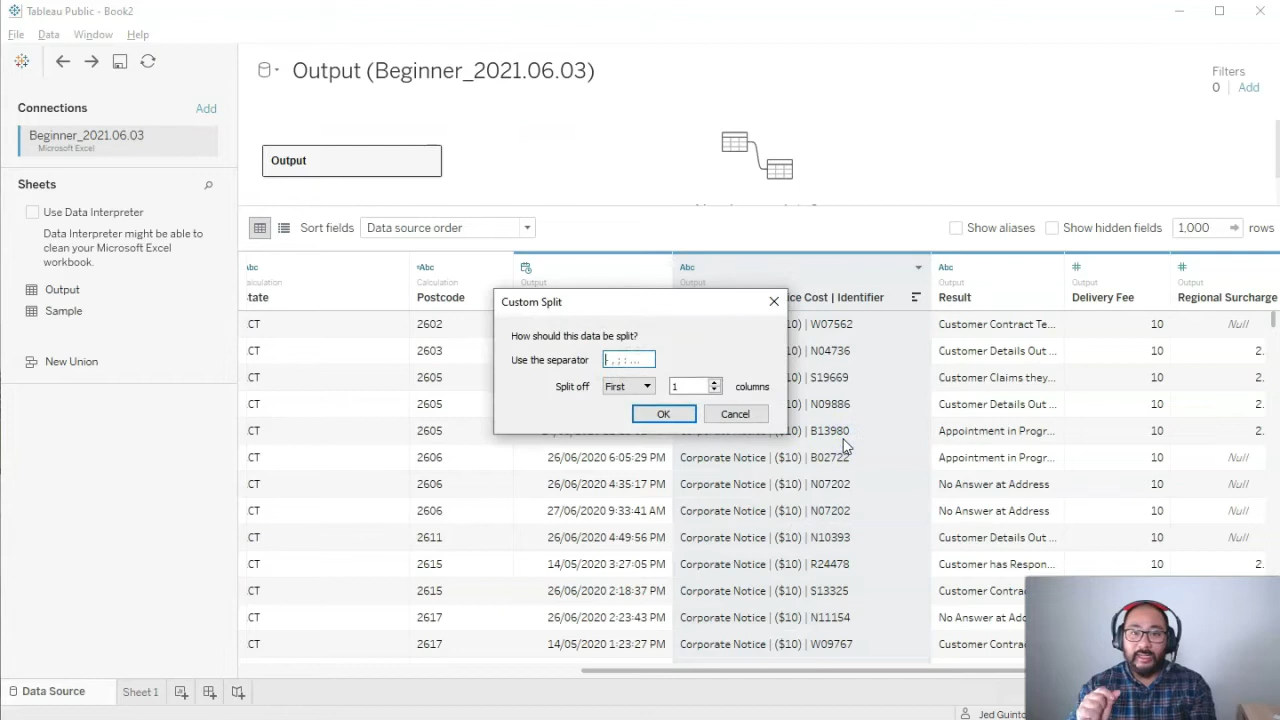 Tableau Public - Book2
File Data Window Help
Connections Add
Beginner_2021.06.03
Microsoft Excel
Sheets
Use Data Interpreter
Data Interpreter might be able to
clean your Microsoft Excel
workbook.
Output
Sample
New Union
Output (Beginner_2021.06.03)
Filters
0 Add
Output
Sort fields Data source order Show aliases Show hidden fields 1,000 rows
Abc Abc Abc Abc # #
Calculation Output Output Output Output
Postcode Cost | Identifier Result Delivery Fee Regional Surcharge
CT 2602 | W07562 Customer Contract Te... 10 Null
CT 2603 | N04736 Customer Details Out ... 10 2.
CT 2605 | S19669 Customer Claims they... 10 2.
CT 2605 | N09886 Customer Details Out ... 10 2.
CT 2605 | B13980 Appointment in Progr... 10 2.
CT 2606 26/06/2020 6:05:29 PM Corporate Notice | ($10) | B02722 Appointment in Progr... 10 Null
CT 2606 26/06/2020 4:35:17 PM Corporate Notice | ($10) | N07202 No Answer at Address 10 Null
CT 2606 27/06/2020 9:33:41 AM Corporate Notice | ($10) | N07202 No Answer at Address 10 Null
CT 2611 26/06/2020 4:49:56 PM Corporate Notice | ($10) | N10393 Customer Details Out ... 10 Null
CT 2615 14/05/2020 3:27:05 PM Corporate Notice | ($10) | R24478 Customer has Respon... 10 2.
CT 2615 26/06/2020 2:18:37 PM Corporate Notice | ($10) | S13325 Customer Contrac
CT 2617 26/06/2020 2:23:43 PM Corporate Notice | ($10) | N11154 No Answer at Ad
CT 2617 14/05/2020 1:23:27 PM Corporate Notice | ($10) | W09767 Customer Contra
Custom Split
How should this data be split?
Use the separator
Split off First 1 columns
OK Cancel
Data Source Sheet 1
Jed Guinto